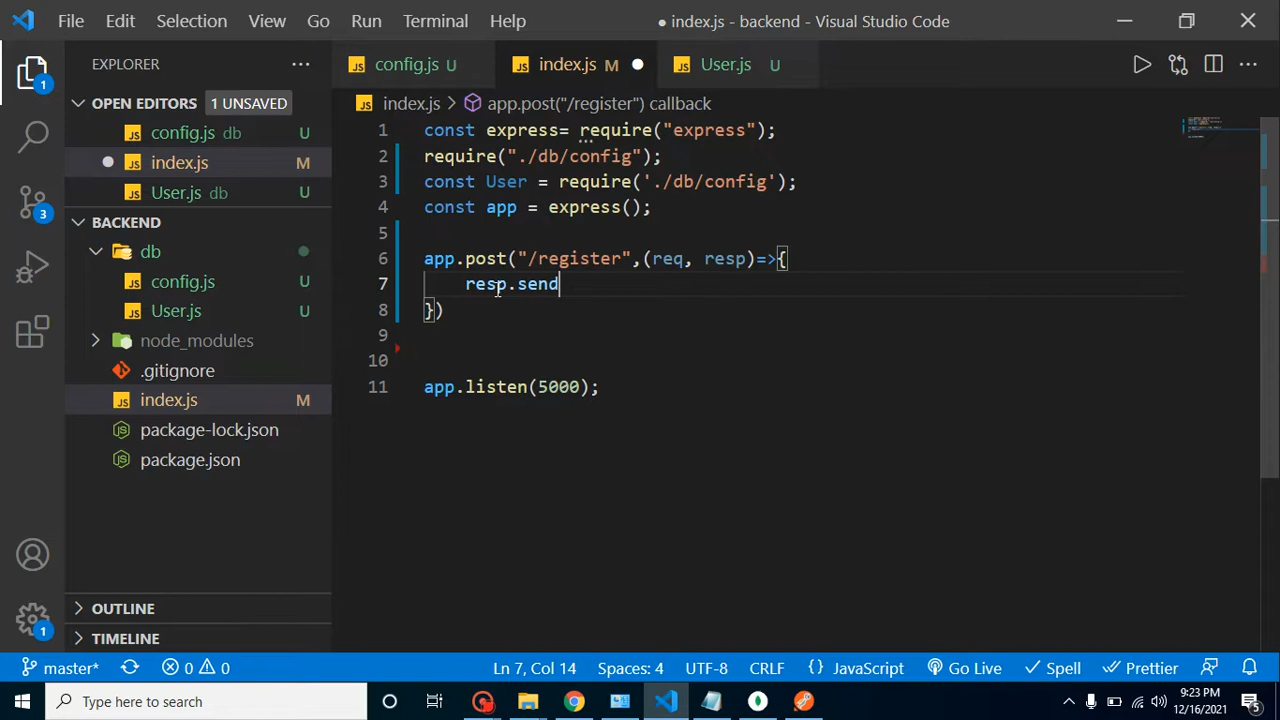 File Edit Selection View Go Run Terminal Help ● index.js - backend - Visual Studio Code
EXPLORER
1
OPEN EDITORS 1 UNSAVED
config.js db U
index.js M
User.js db U
3
BACKEND
db
config.js U
User.js U
node_modules
.gitignore
index.js M
package-lock.json
package.json
OUTLINE
TIMELINE
1
config.js U index.js M User.js U
index.js > app.post("/register") callback
1 const express= require("express");
2 require("./db/config");
3 const User = require('./db/config');
4 const app = express();
5
6 app.post("/register",(req, resp)=>{
7 resp.send
8 })
9
10
11 app.listen(5000);
master* 0 0 Ln 7, Col 14 Spaces: 4 UTF-8 CRLF {} JavaScript Go Live Spell Prettier
Type here to search
9:23 PM
12/16/2021
5